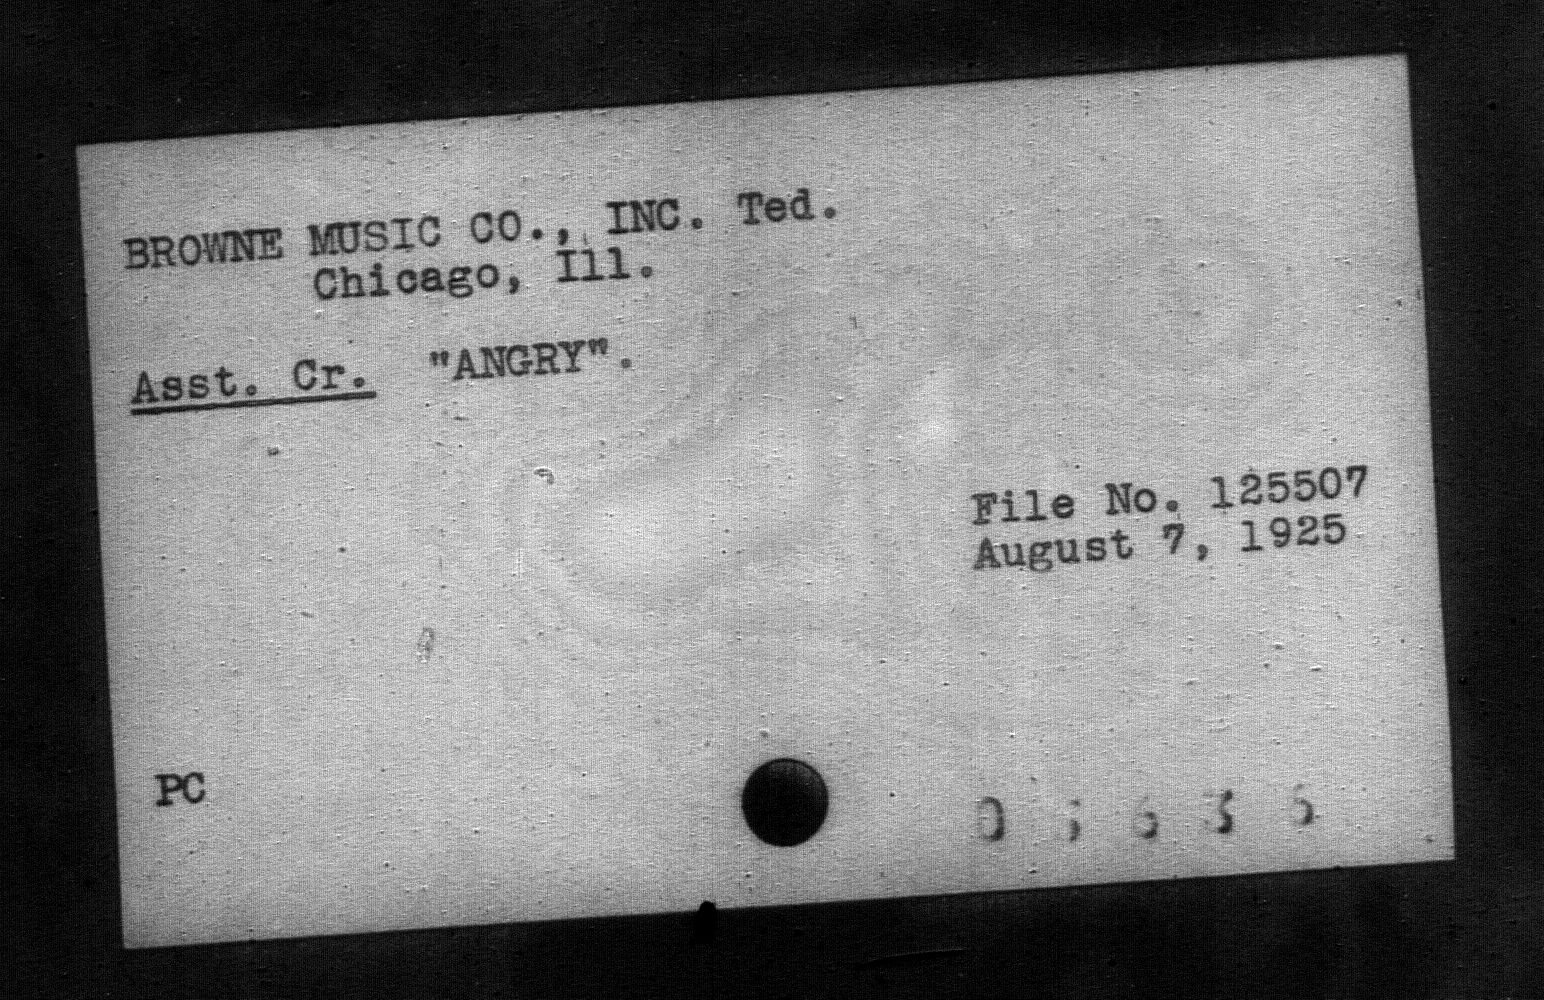 BROWNE MUSIC CO., INC. Ted.
Chicago, Ill.
Asst. Cr. "ANGRY".
File No. 125507
August 7, 1925
PC